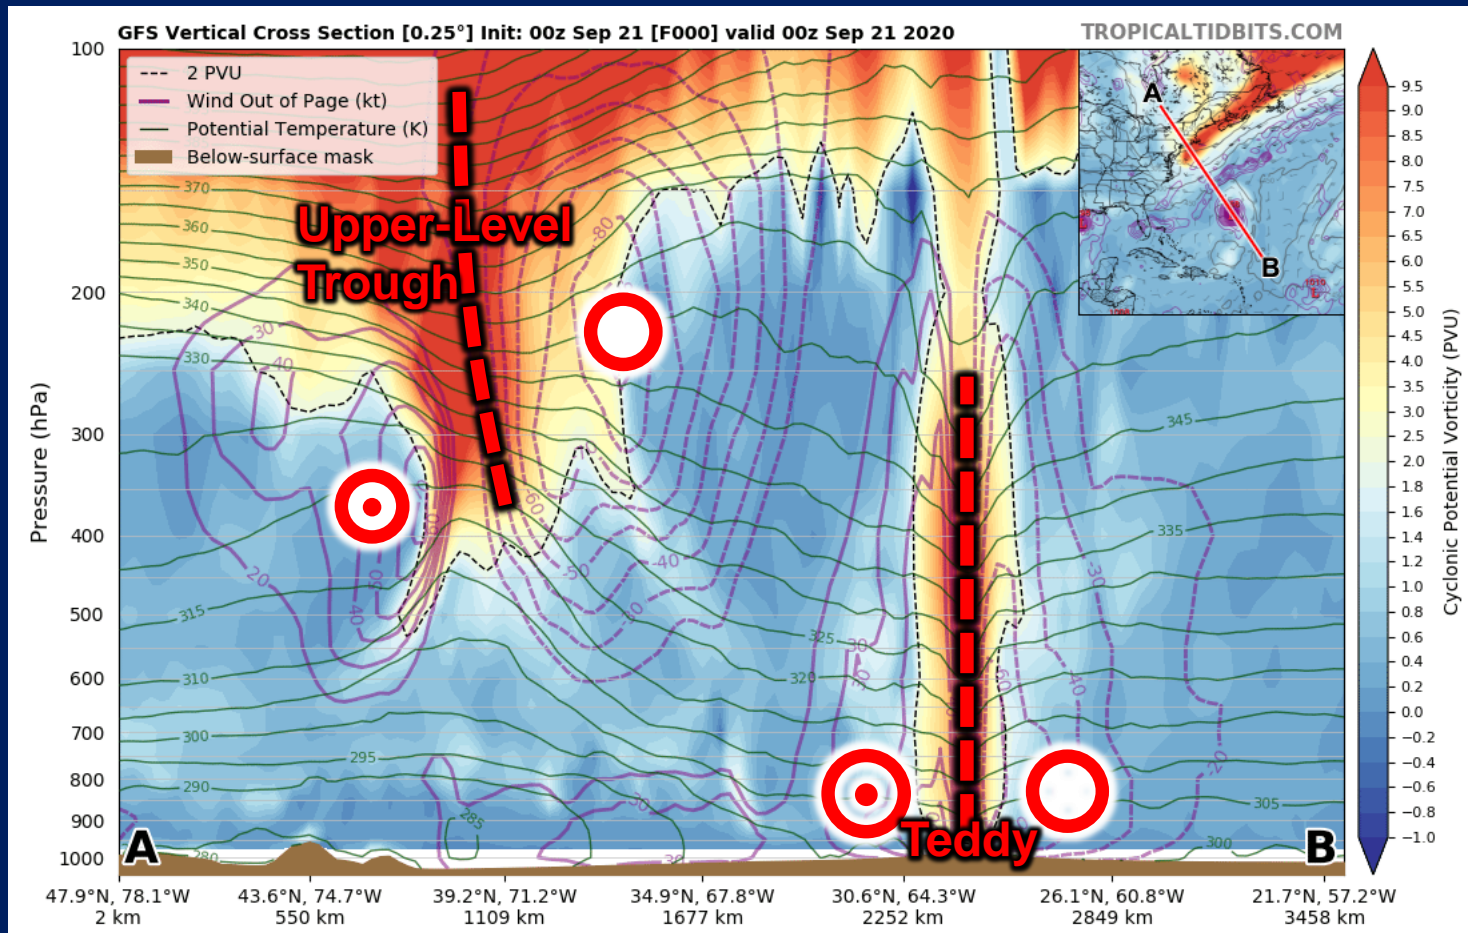 GFS Vertical Cross Section [0.25°] Init: 00z Sep 21 [F000] valid 00z Sep 21 2020
TROPICALTIDBITS.COM
2 PVU
Wind Out of Page (kt)
Potential Temperature (K)
Below-surface mask
Upper-Level
Trough
Teddy
A
B
A
B
Pressure (hPa)
100
200
300
400
500
600
700
800
900
1000
370
360
350
340
330
315
310
300
295
290
285
280
345
335
325
320
305
300
30
40
20
40
50
-80
-60
-50
-40
-30
30
30
-40
-30
-20
30
30
47.9°N, 78.1°W
2 km
43.6°N, 74.7°W
550 km
39.2°N, 71.2°W
1109 km
34.9°N, 67.8°W
1677 km
30.6°N, 64.3°W
2252 km
26.1°N, 60.8°W
2849 km
21.7°N, 57.2°W
3458 km
9.5
9.0
8.5
8.0
7.5
7.0
6.5
6.0
5.5
5.0
4.5
4.0
3.5
3.0
2.5
2.0
1.8
1.6
1.4
1.2
1.0
0.8
0.6
0.4
0.2
0.0
−0.2
−0.4
−0.6
−0.8
−1.0
Cyclonic Potential Vorticity (PVU)